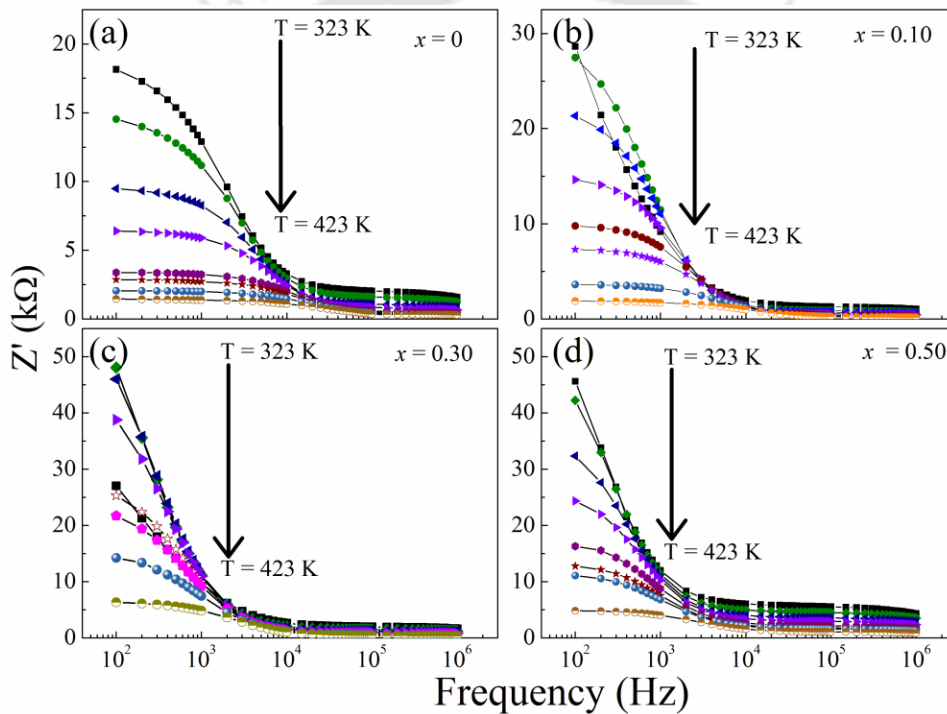 (a)
T = 323 K
x = 0
20
15
10
5
0
T = 423 K
(b)
T = 323 K
x = 0.10
30
20
10
0
T = 423 K
(c)
T = 323 K
x = 0.30
50
40
30
20
10
0
T = 423 K
10² 10³ 10⁴ 10⁵ 10⁶
(d)
T = 323 K
x = 0.50
50
40
30
20
10
0
T = 423 K
10² 10³ 10⁴ 10⁵ 10⁶
Z' (kΩ)
Frequency (Hz)